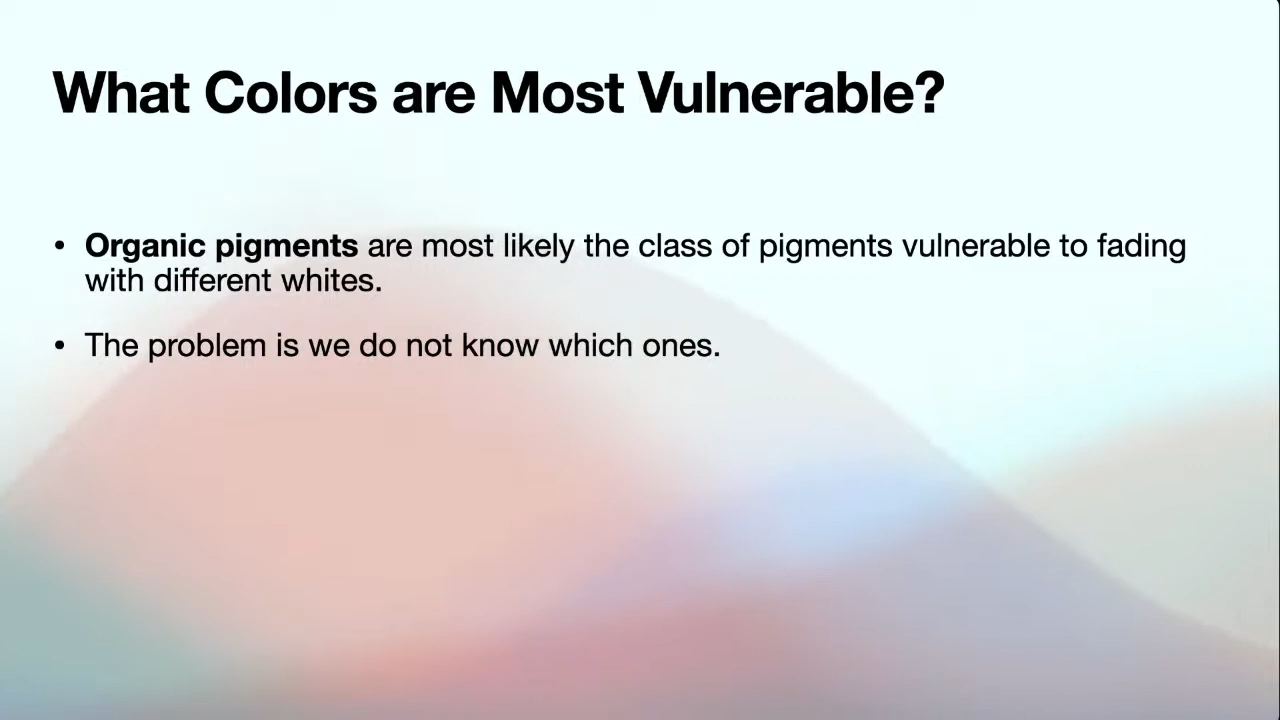 What Colors are Most Vulnerable?
• Organic pigments are most likely the class of pigments vulnerable to fading
with different whites.
• The problem is we do not know which ones.